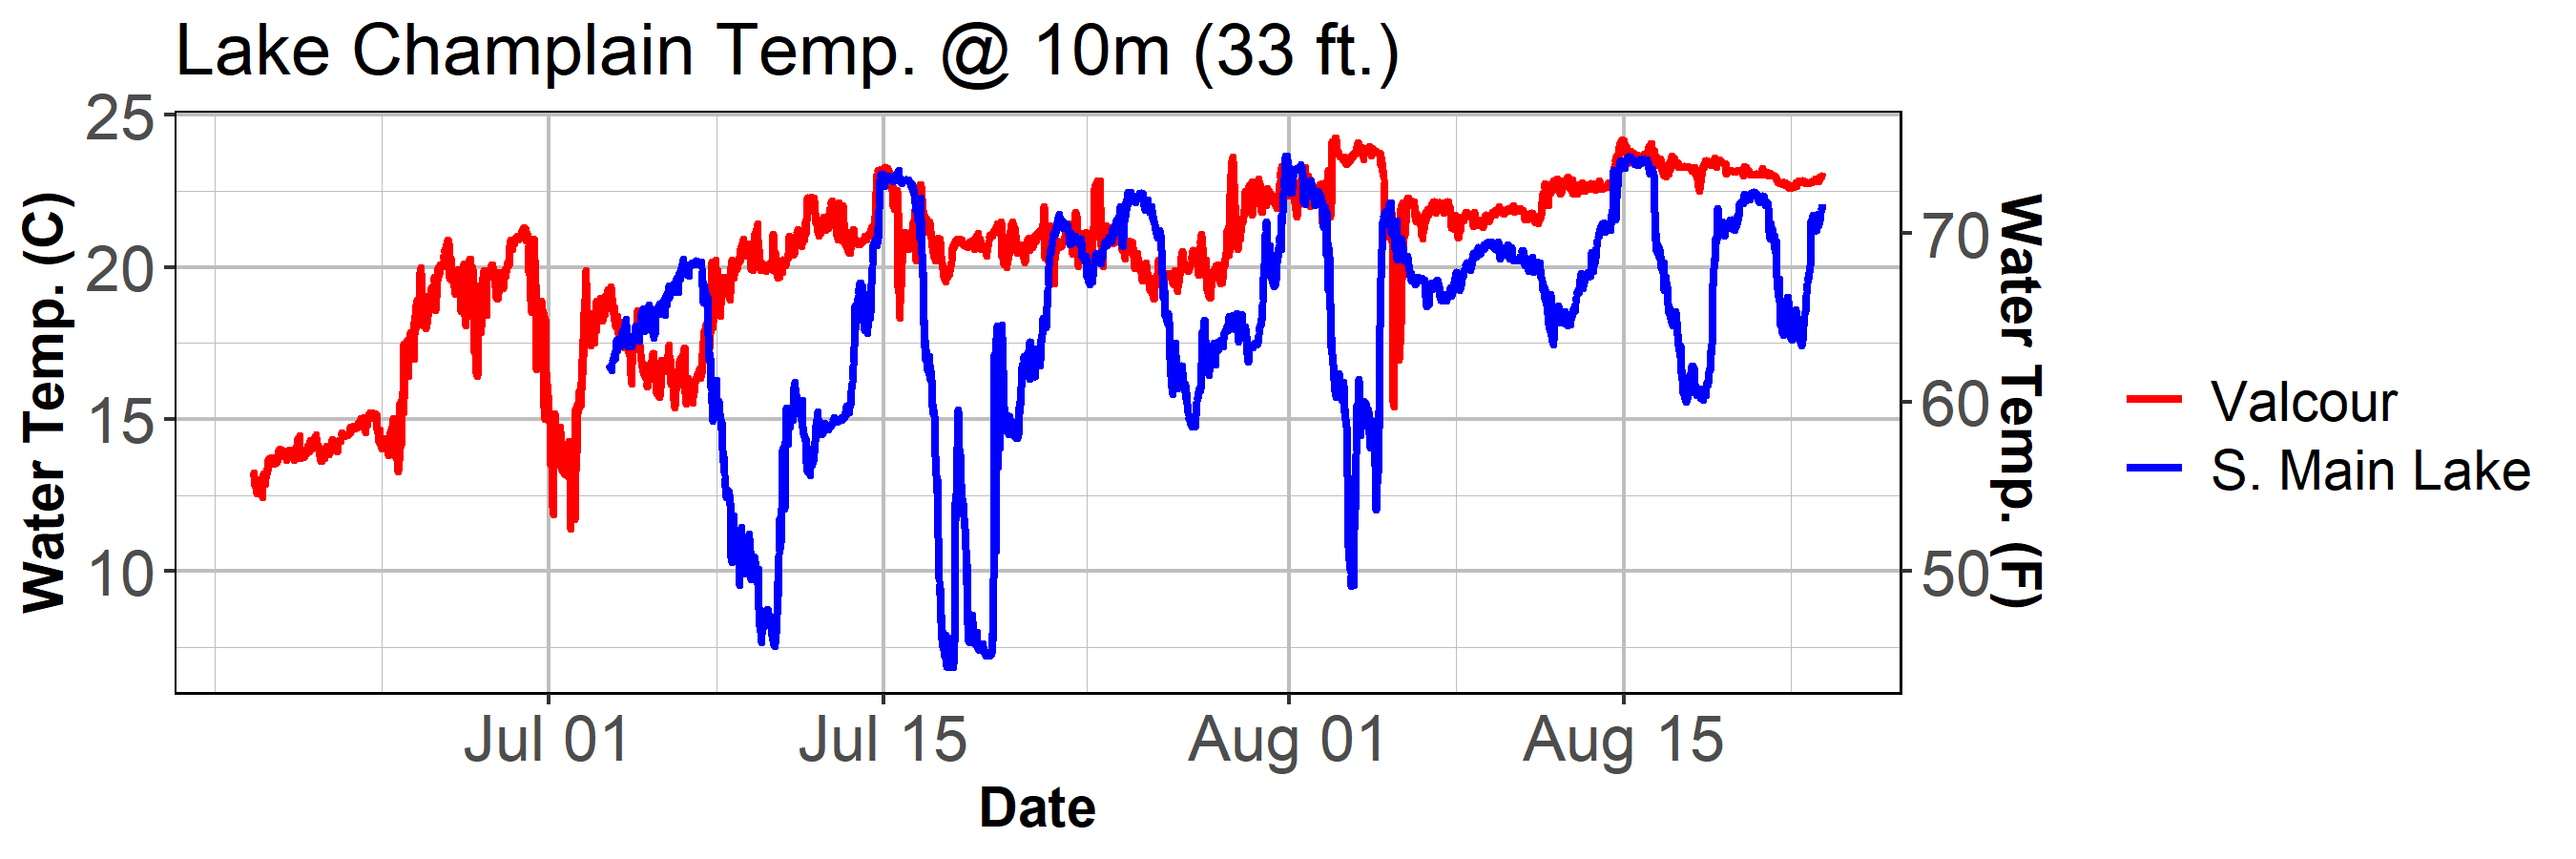 Lake Champlain Temp. @ 10m (33 ft.)
Water Temp. (C)
25
20
15
10
70
60
50
Water Temp. (F)
Jul 01
Jul 15
Aug 01
Aug 15
Date
Valcour
S. Main Lake